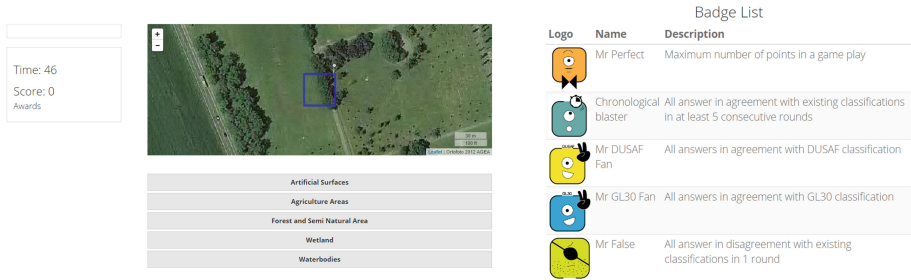 Time: 46
Score: 0
Awards
+
−
30 m
100 ft
Leaflet | Ortofoto 2012 AGEA
Artificial Surfaces
Agriculture Areas
Forest and Semi Natural Area
Wetland
Waterbodies
Badge List
Logo Name Description
Mr Perfect Maximum number of points in a game play
Chronological All answer in agreement with existing classifications
blaster in at least 5 consecutive rounds
DUSAF
Mr DUSAF All answers in agreement with DUSAF classification
Fan
GL30
Mr GL30 Fan All answers in agreement with GL30 classification
Mr False All answer in disagreement with existing
classifications in 1 round